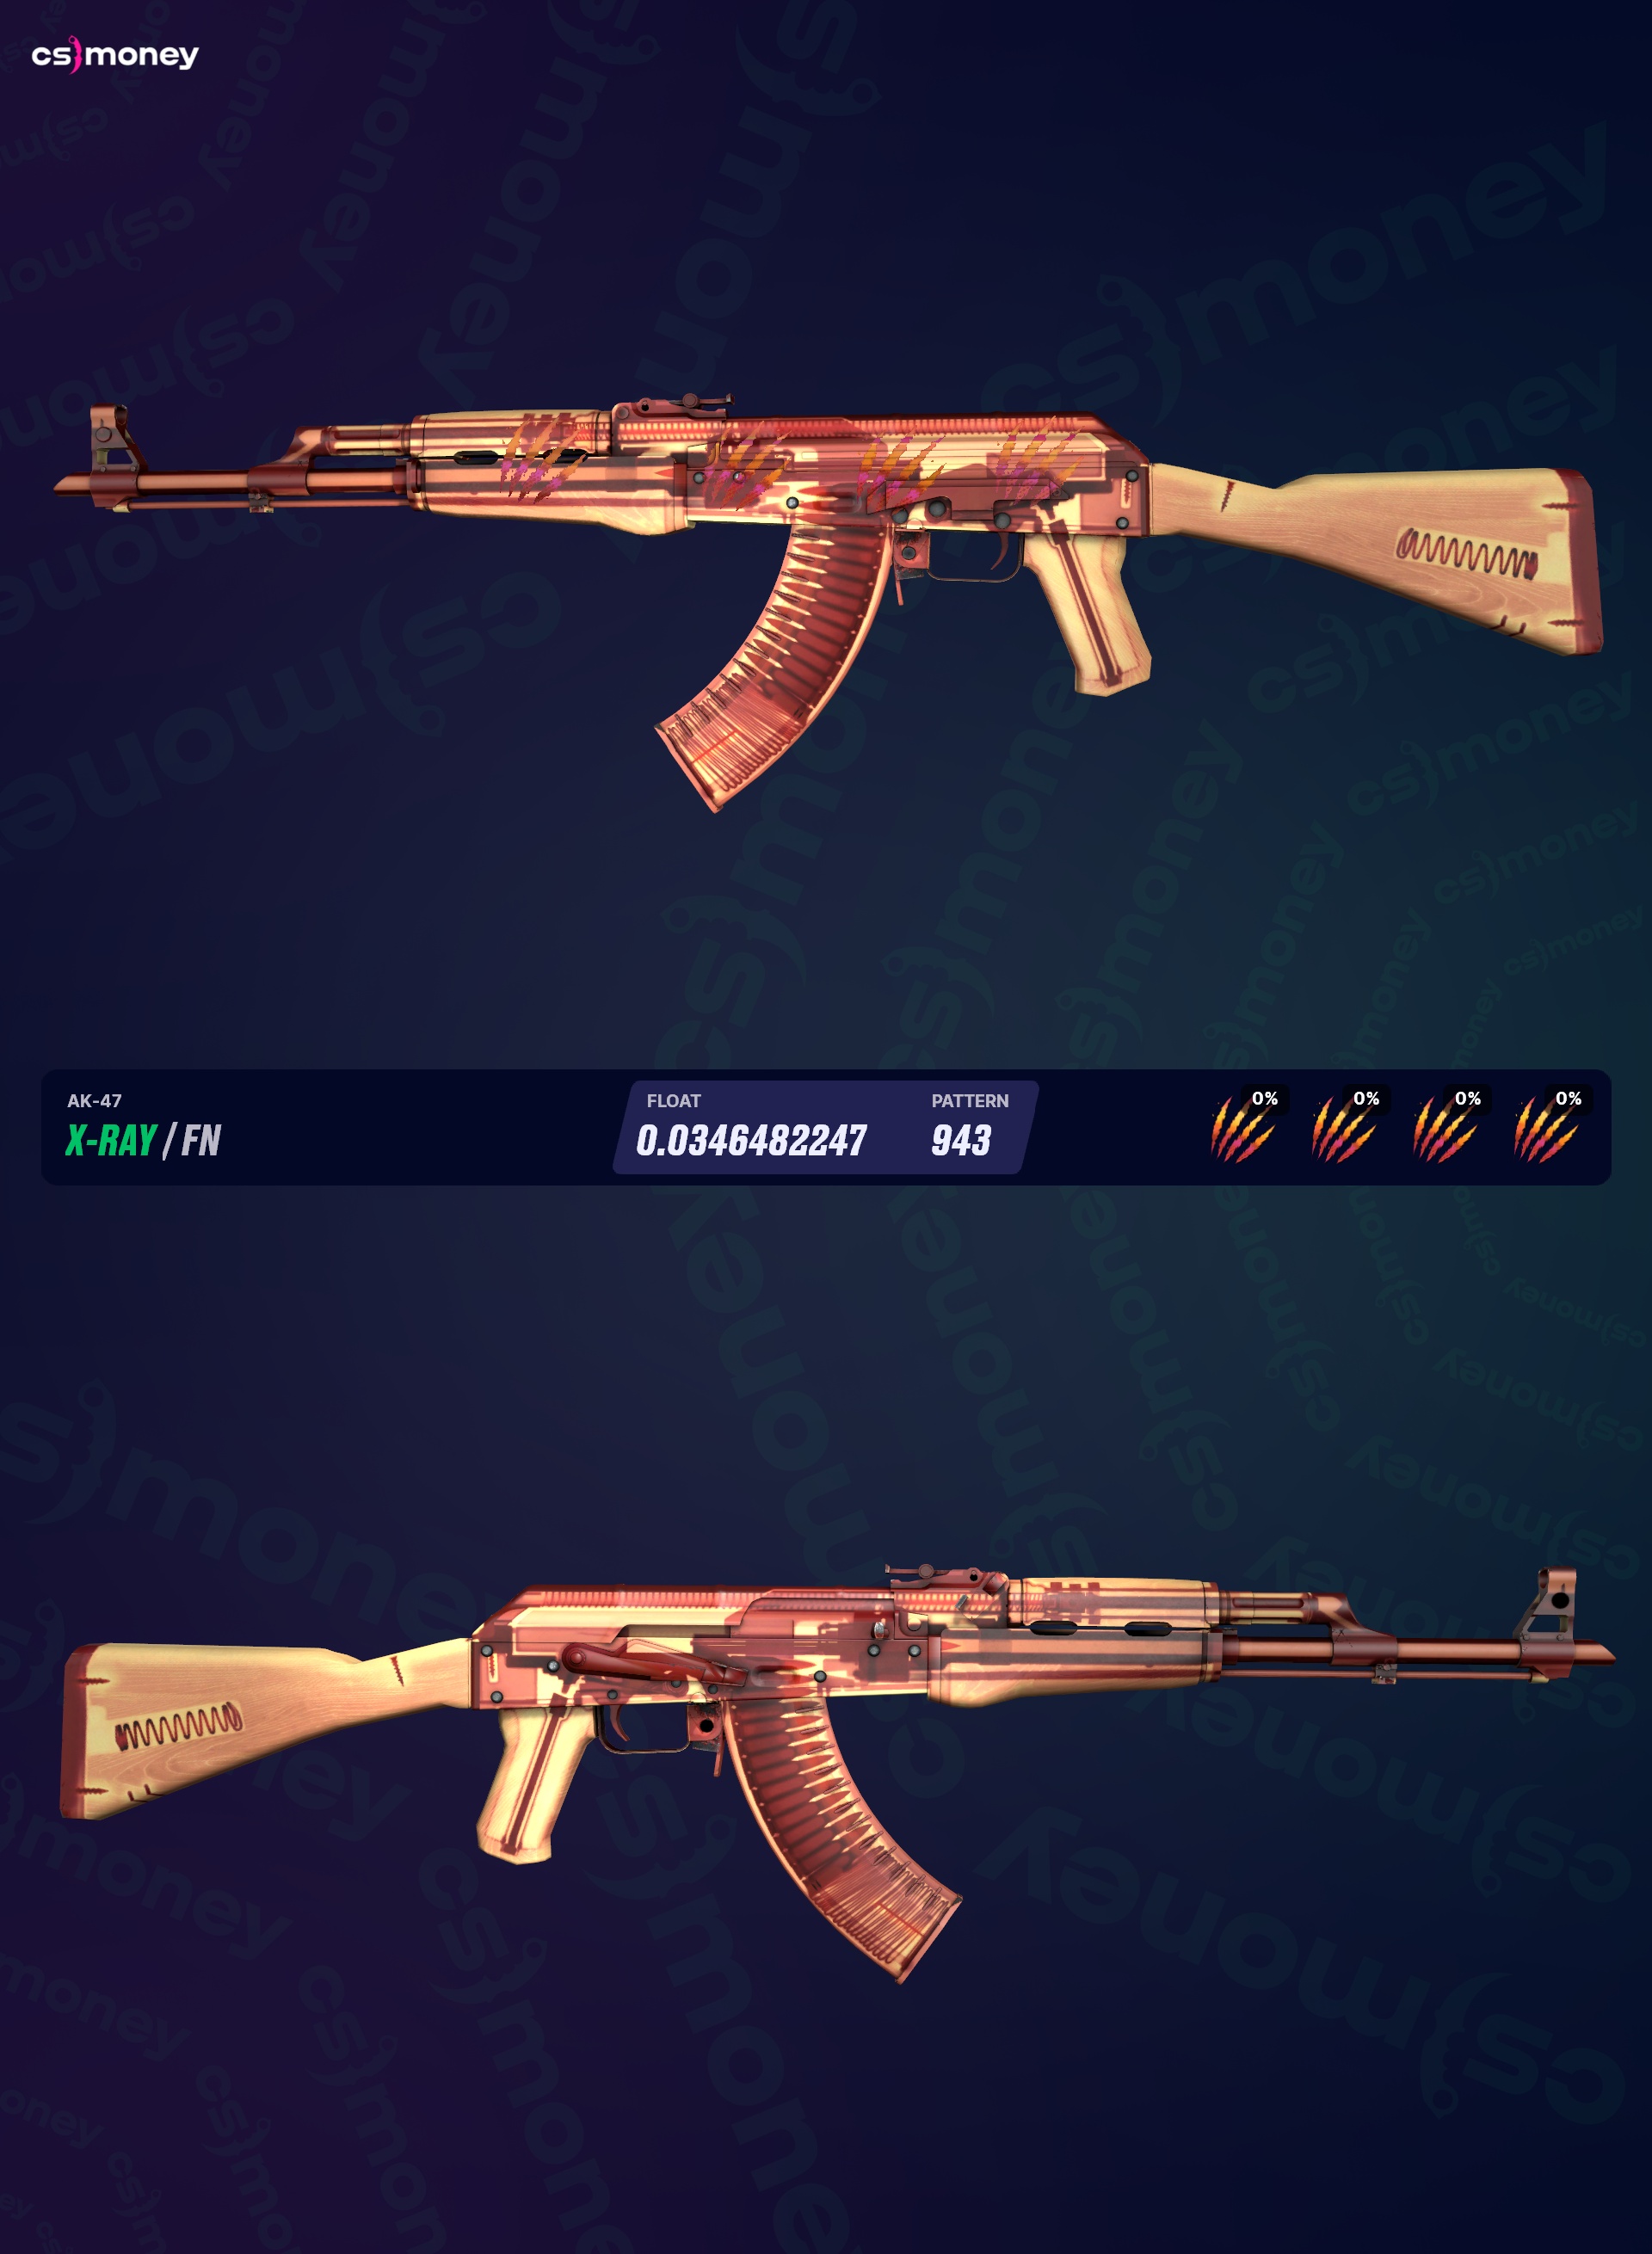 cs}money
AK-47
X-RAY / FN
FLOAT
0.0346482247
PATTERN
943
0%
0%
0%
0%